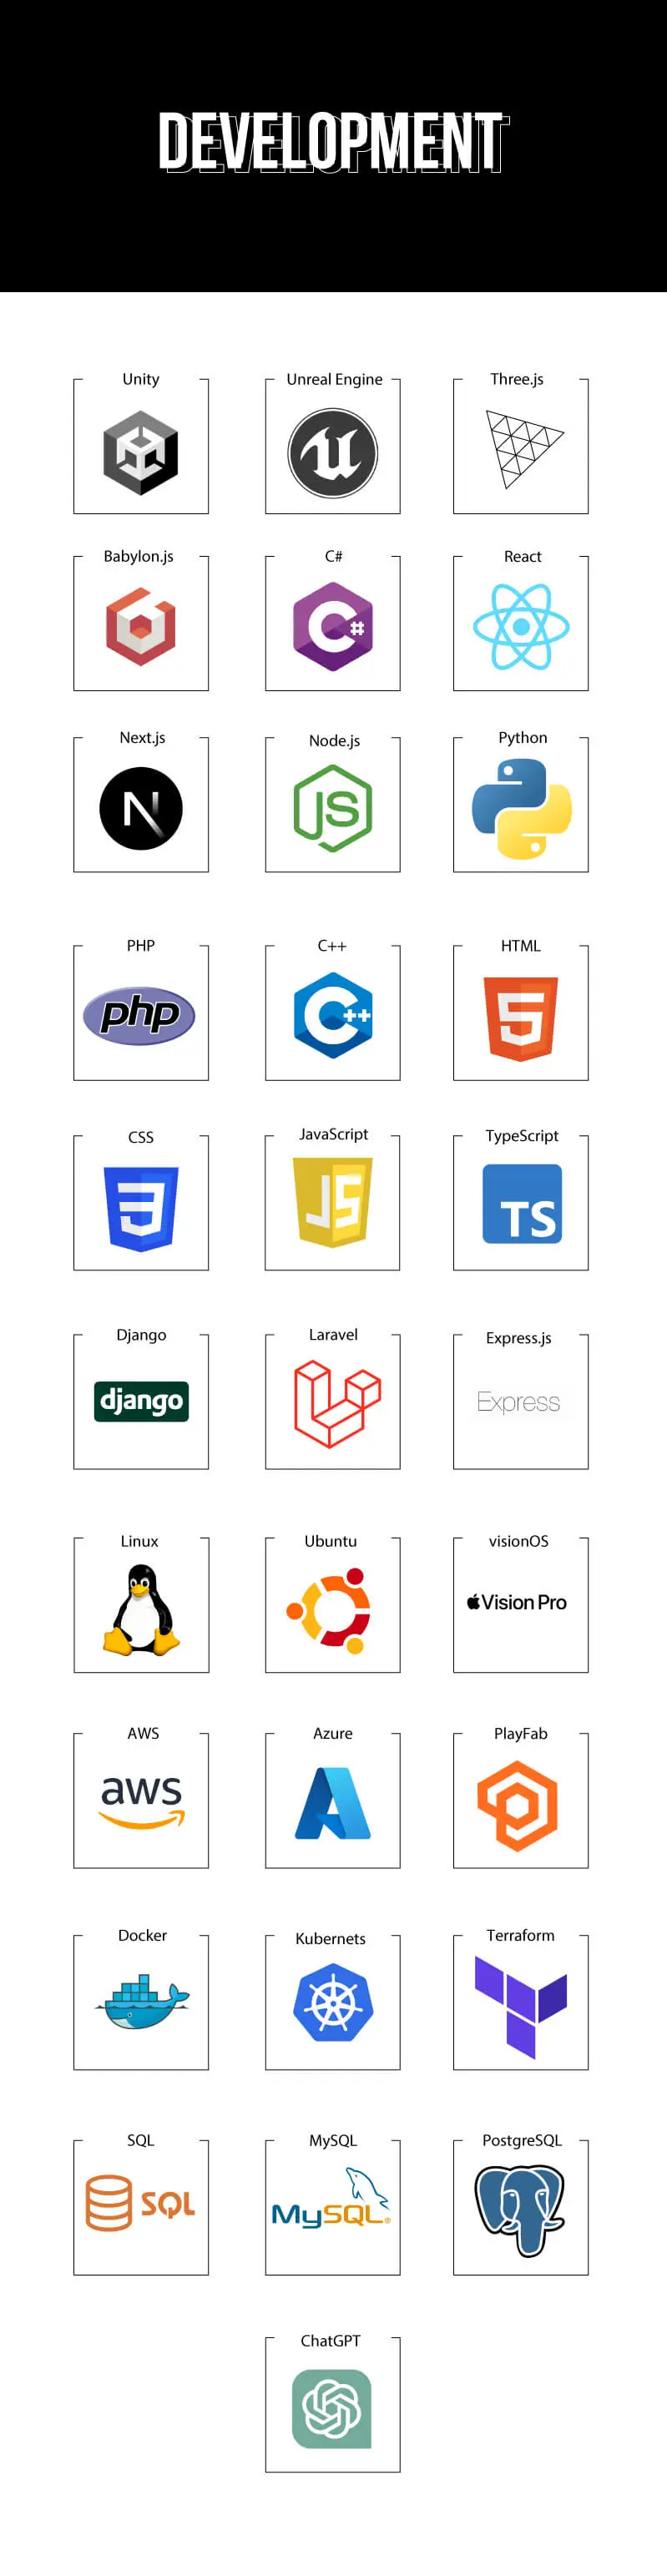 DEVELOPMENT
Unity
Unreal Engine
Three.js
Babylon.js
C#
React
C#
Next.js
Node.js
Python
N
JS
PHP
C++
HTML
php
C++
5
CSS
JavaScript
TypeScript
3
JS
TS
Django
Laravel
Express.js
django
Express
Linux
Ubuntu
visionOS
Vision Pro
AWS
Azure
PlayFab
aws
Docker
Kubernets
Terraform
SQL
MySQL
PostgreSQL
SQL
MySQL®
ChatGPT